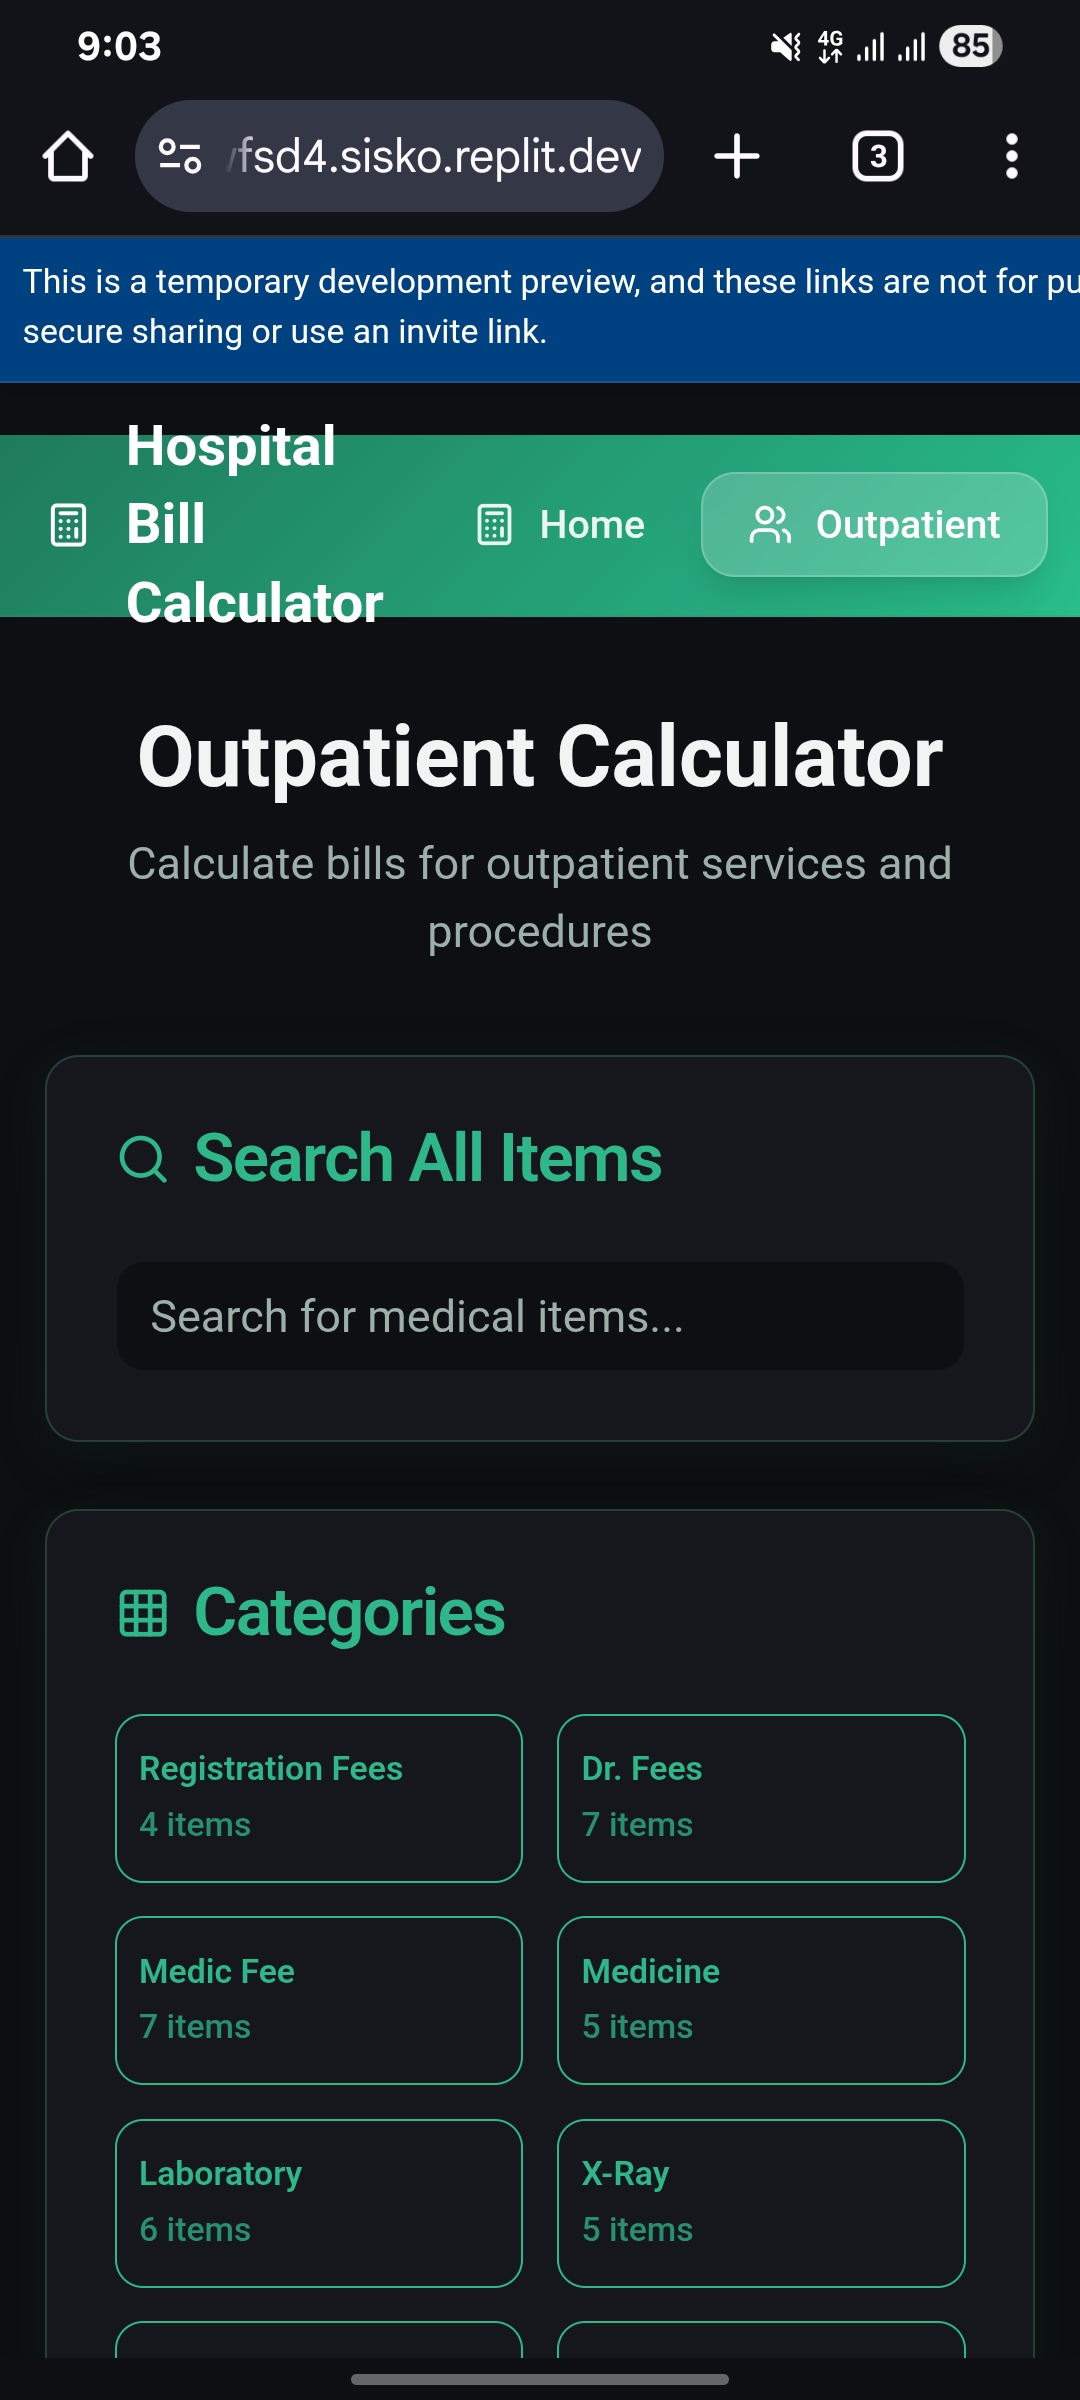 9:03
4G
85
fsd4.sisko.replit.dev
3
This is a temporary development preview, and these links are not for pu
secure sharing or use an invite link.
Hospital
Bill
Calculator
Home
Outpatient
Outpatient Calculator
Calculate bills for outpatient services and
procedures
Search All Items
Search for medical items...
Categories
Registration Fees
4 items
Dr. Fees
7 items
Medic Fee
7 items
Medicine
5 items
Laboratory
6 items
X-Ray
5 items